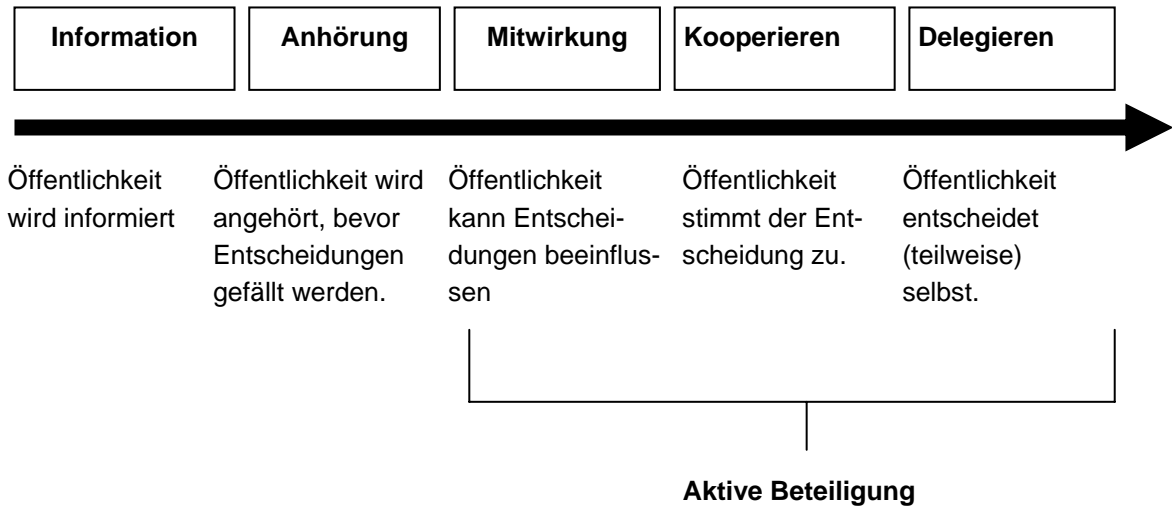 Information
Anhörung
Mitwirkung
Kooperieren
Delegieren
Öffentlichkeit
wird informiert
Öffentlichkeit wird
angehört, bevor
Entscheidungen
gefällt werden.
Öffentlichkeit
kann Entschei-
dungen beeinflus-
sen
Öffentlichkeit
stimmt der Ent-
scheidung zu.
Öffentlichkeit
entscheidet
(teilweise)
selbst.
Aktive Beteiligung